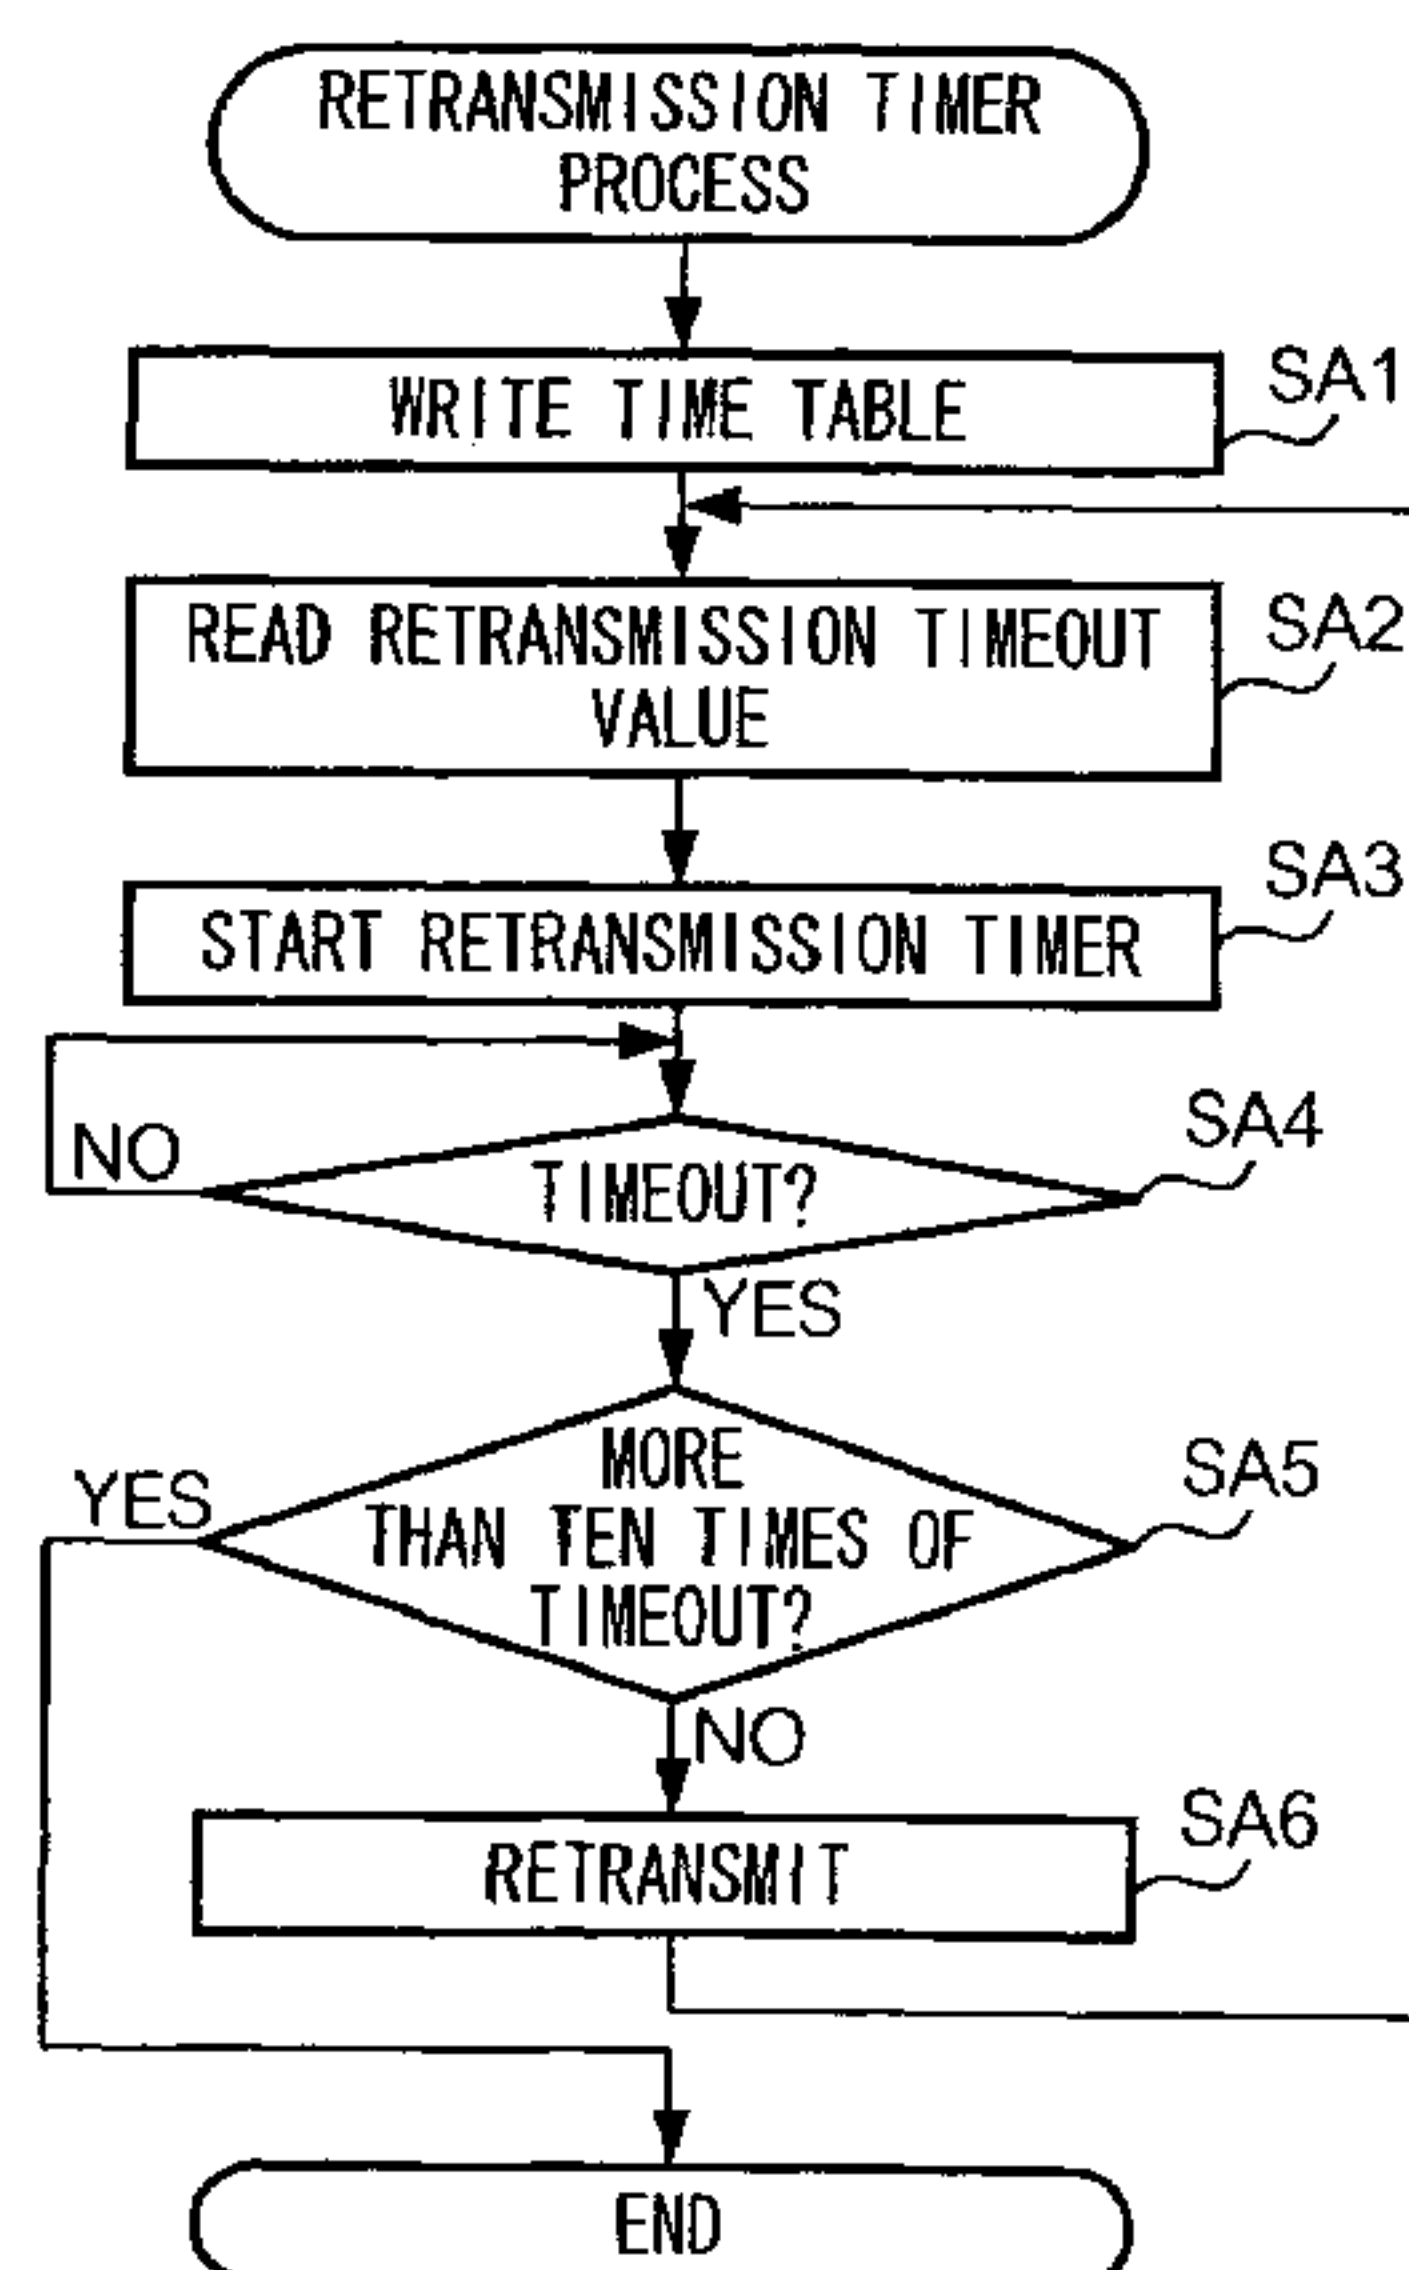 RETRANSMISSION TIMER
PROCESS
WRITE TIME TABLE
SA1
READ RETRANSMISSION TIMEOUT
VALUE
SA2
START RETRANSMISSION TIMER
SA3
NO
TIMEOUT?
SA4
YES
MORE
THAN TEN TIMES OF
TIMEOUT?
YES
SA5
NO
RETRANSMIT
SA6
END